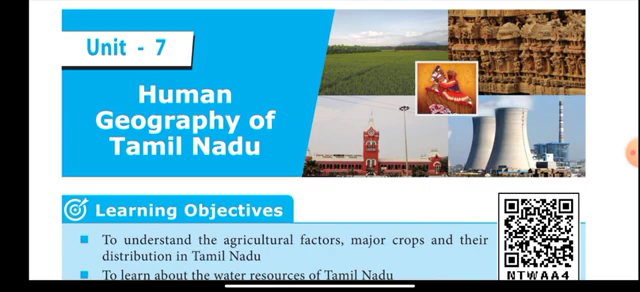 Unit - 7
Human
Geography of
Tamil Nadu
Learning Objectives
To understand the agricultural factors, major crops and their
distribution in Tamil Nadu
To learn about the water resources of Tamil Nadu
NTWAA4